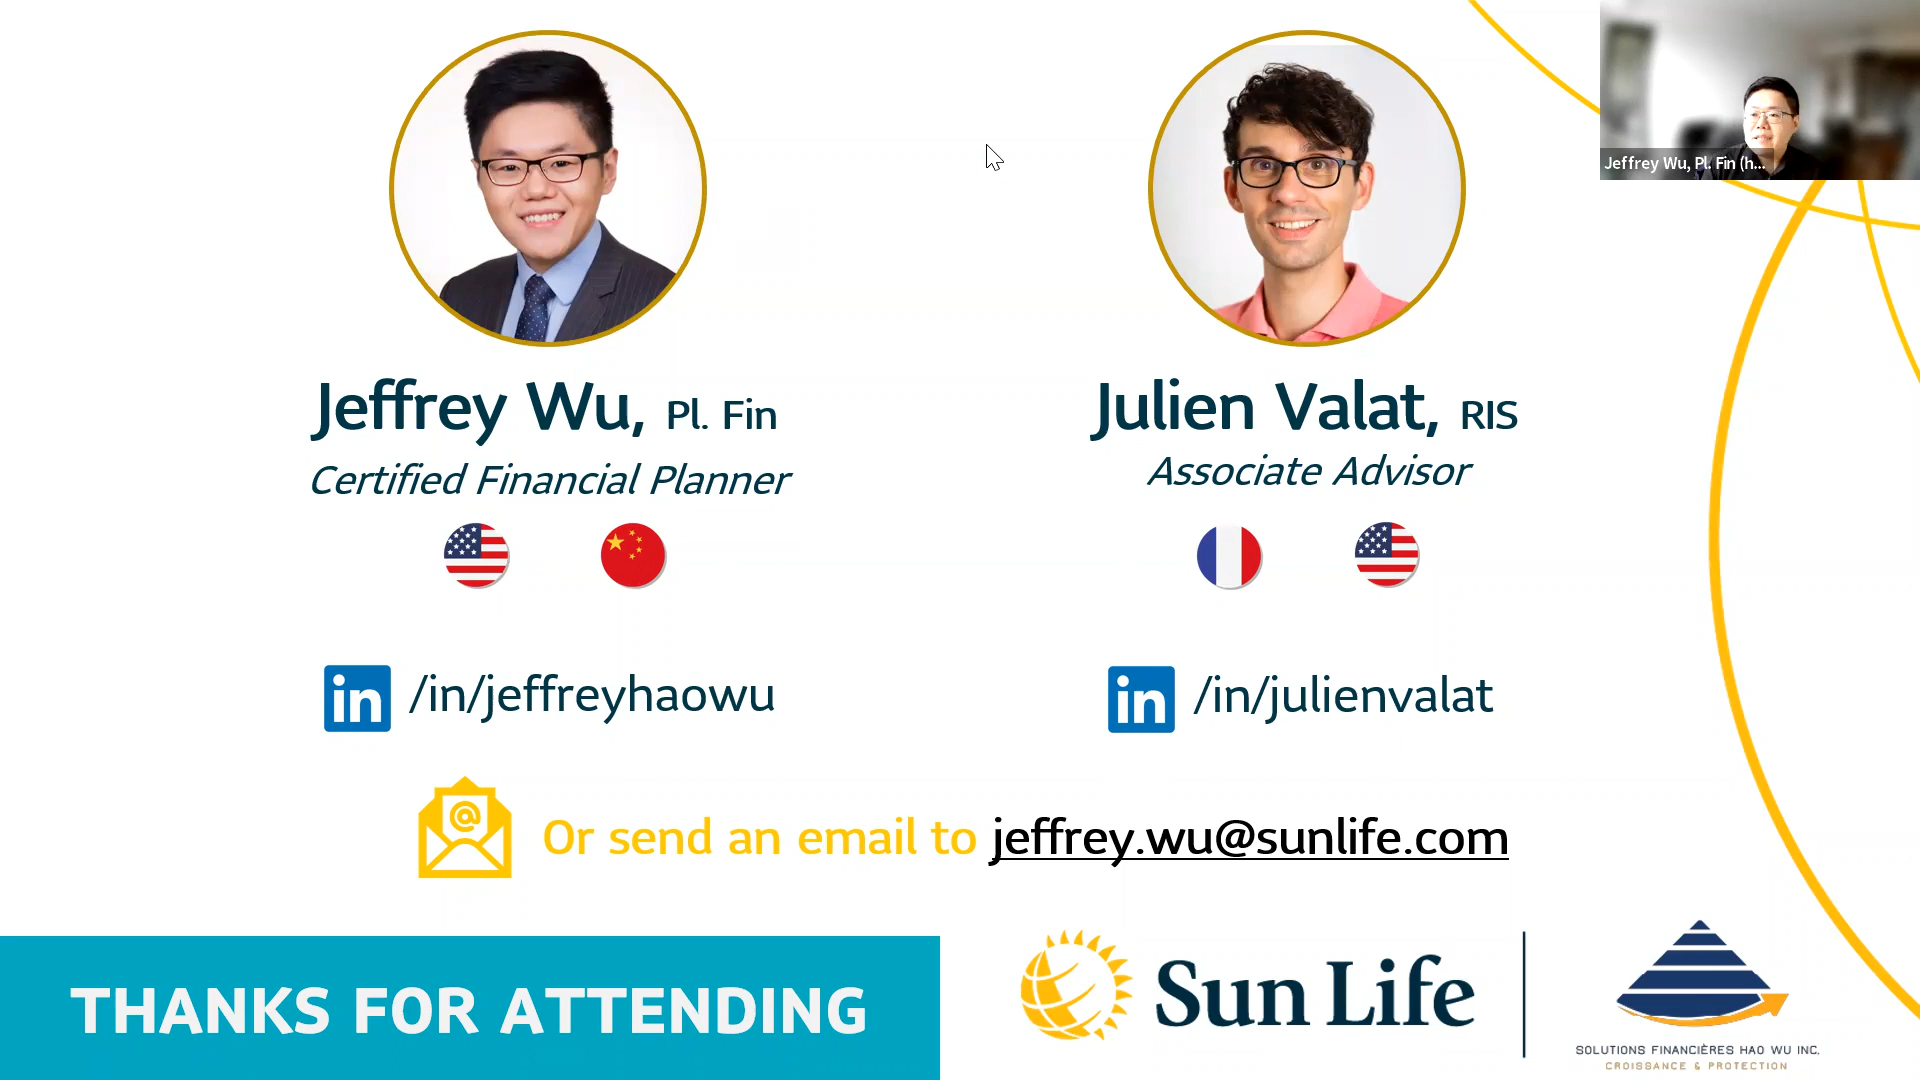 Jeffrey Wu, Pl. Fin (h...
Jeffrey Wu, Pl. Fin
Certified Financial Planner
/in/jeffreyhaowu
Julien Valat, RIS
Associate Advisor
/in/julienvalat
Or send an email to jeffrey.wu@sunlife.com
THANKS FOR ATTENDING
Sun Life
SOLUTIONS FINANCIÈRES HAO WU INC.
CROISSANCE & PROTECTION